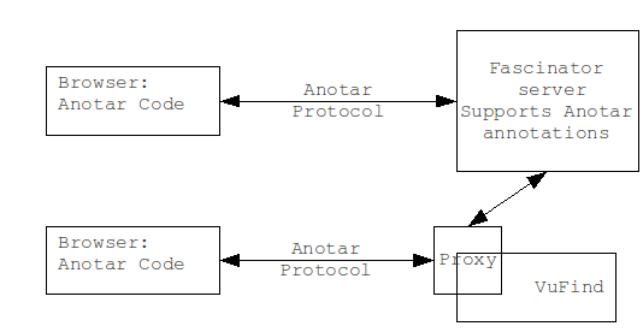 Browser:
Anotar Code
Anotar
Protocol
Fascinator
server
Supports Anotar
annotations
Browser:
Anotar Code
Anotar
Protocol
Proxy
VuFind